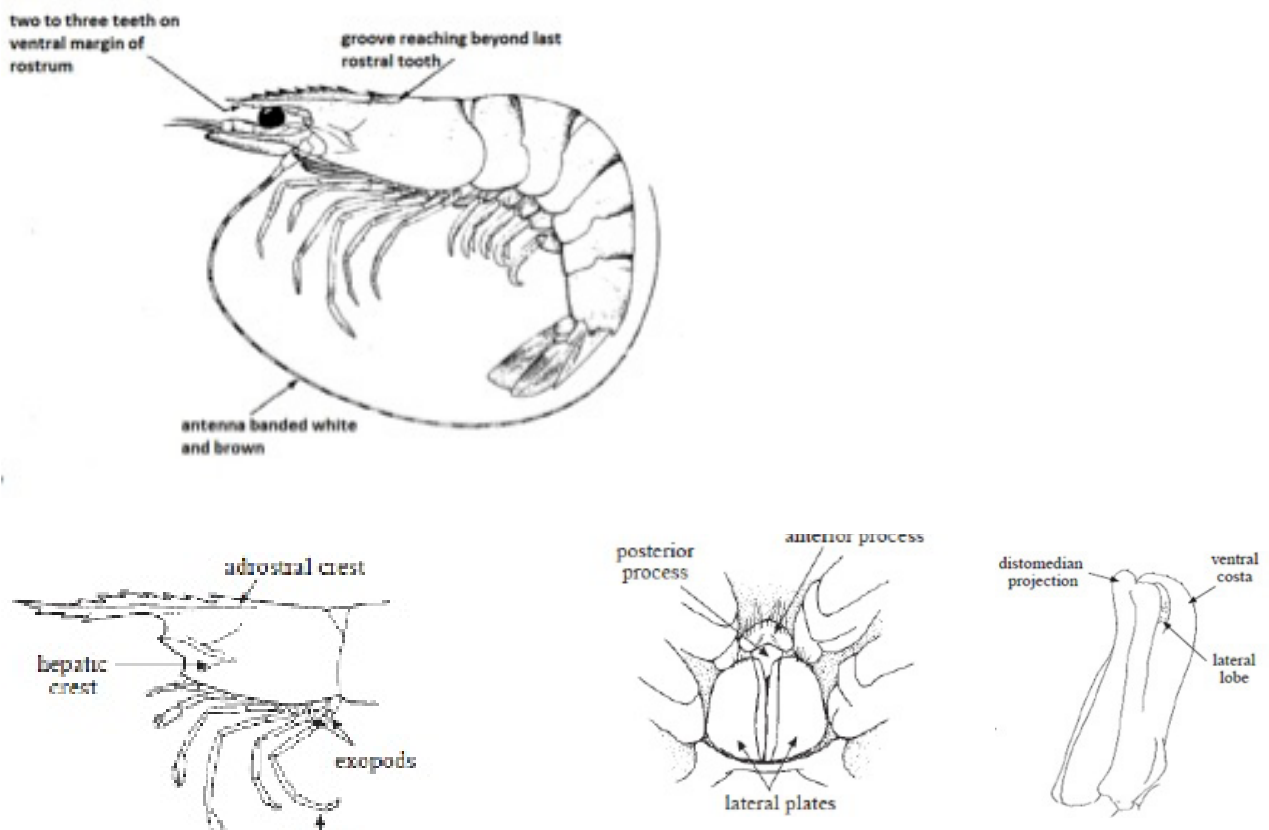 two to three teeth on
ventral margin of
rostrum
groove reaching beyond last
rostral tooth
antenna banded white
and brown
adrostral crest
hepatic
crest
exopods
posterior
process
anterior process
lateral plates
distomedian
projection
ventral
costa
lateral
lobe